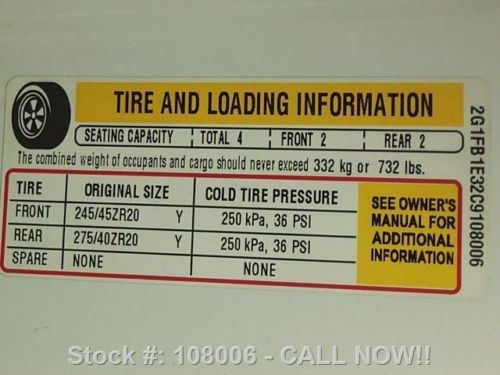 TIRE AND LOADING INFORMATION
SEATING CAPACITY TOTAL 4 FRONT 2 REAR 2
The combined weight of occupants and cargo should never exceed 332 kg or 732 lbs.
TIRE ORIGINAL SIZE COLD TIRE PRESSURE
FRONT 245/45ZR20 Y 250 kPa, 36 PSI
REAR 275/40ZR20 Y 250 kPa, 36 PSI
SPARE NONE NONE
SEE OWNER'S
MANUAL FOR
ADDITIONAL
INFORMATION
2G1FB1E32C9108006
Stock #: 108006 - CALL NOW!!